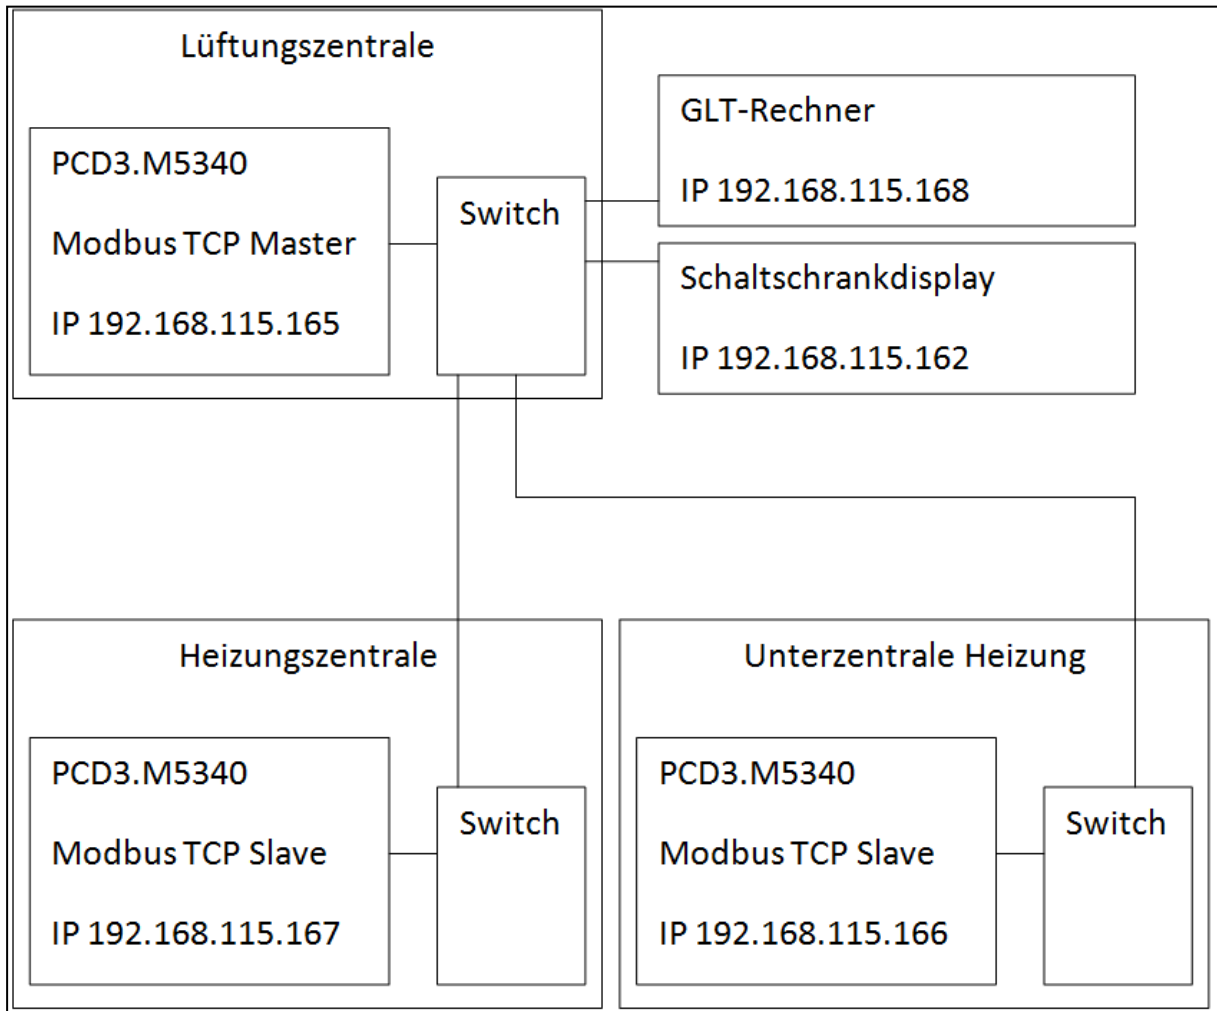 Lüftungszentrale
PCD3.M5340
Modbus TCP Master
IP 192.168.115.165
Switch
GLT-Rechner
IP 192.168.115.168
Schaltschrankdisplay
IP 192.168.115.162
Heizungszentrale
PCD3.M5340
Modbus TCP Slave
IP 192.168.115.167
Switch
Unterzentrale Heizung
PCD3.M5340
Modbus TCP Slave
IP 192.168.115.166
Switch